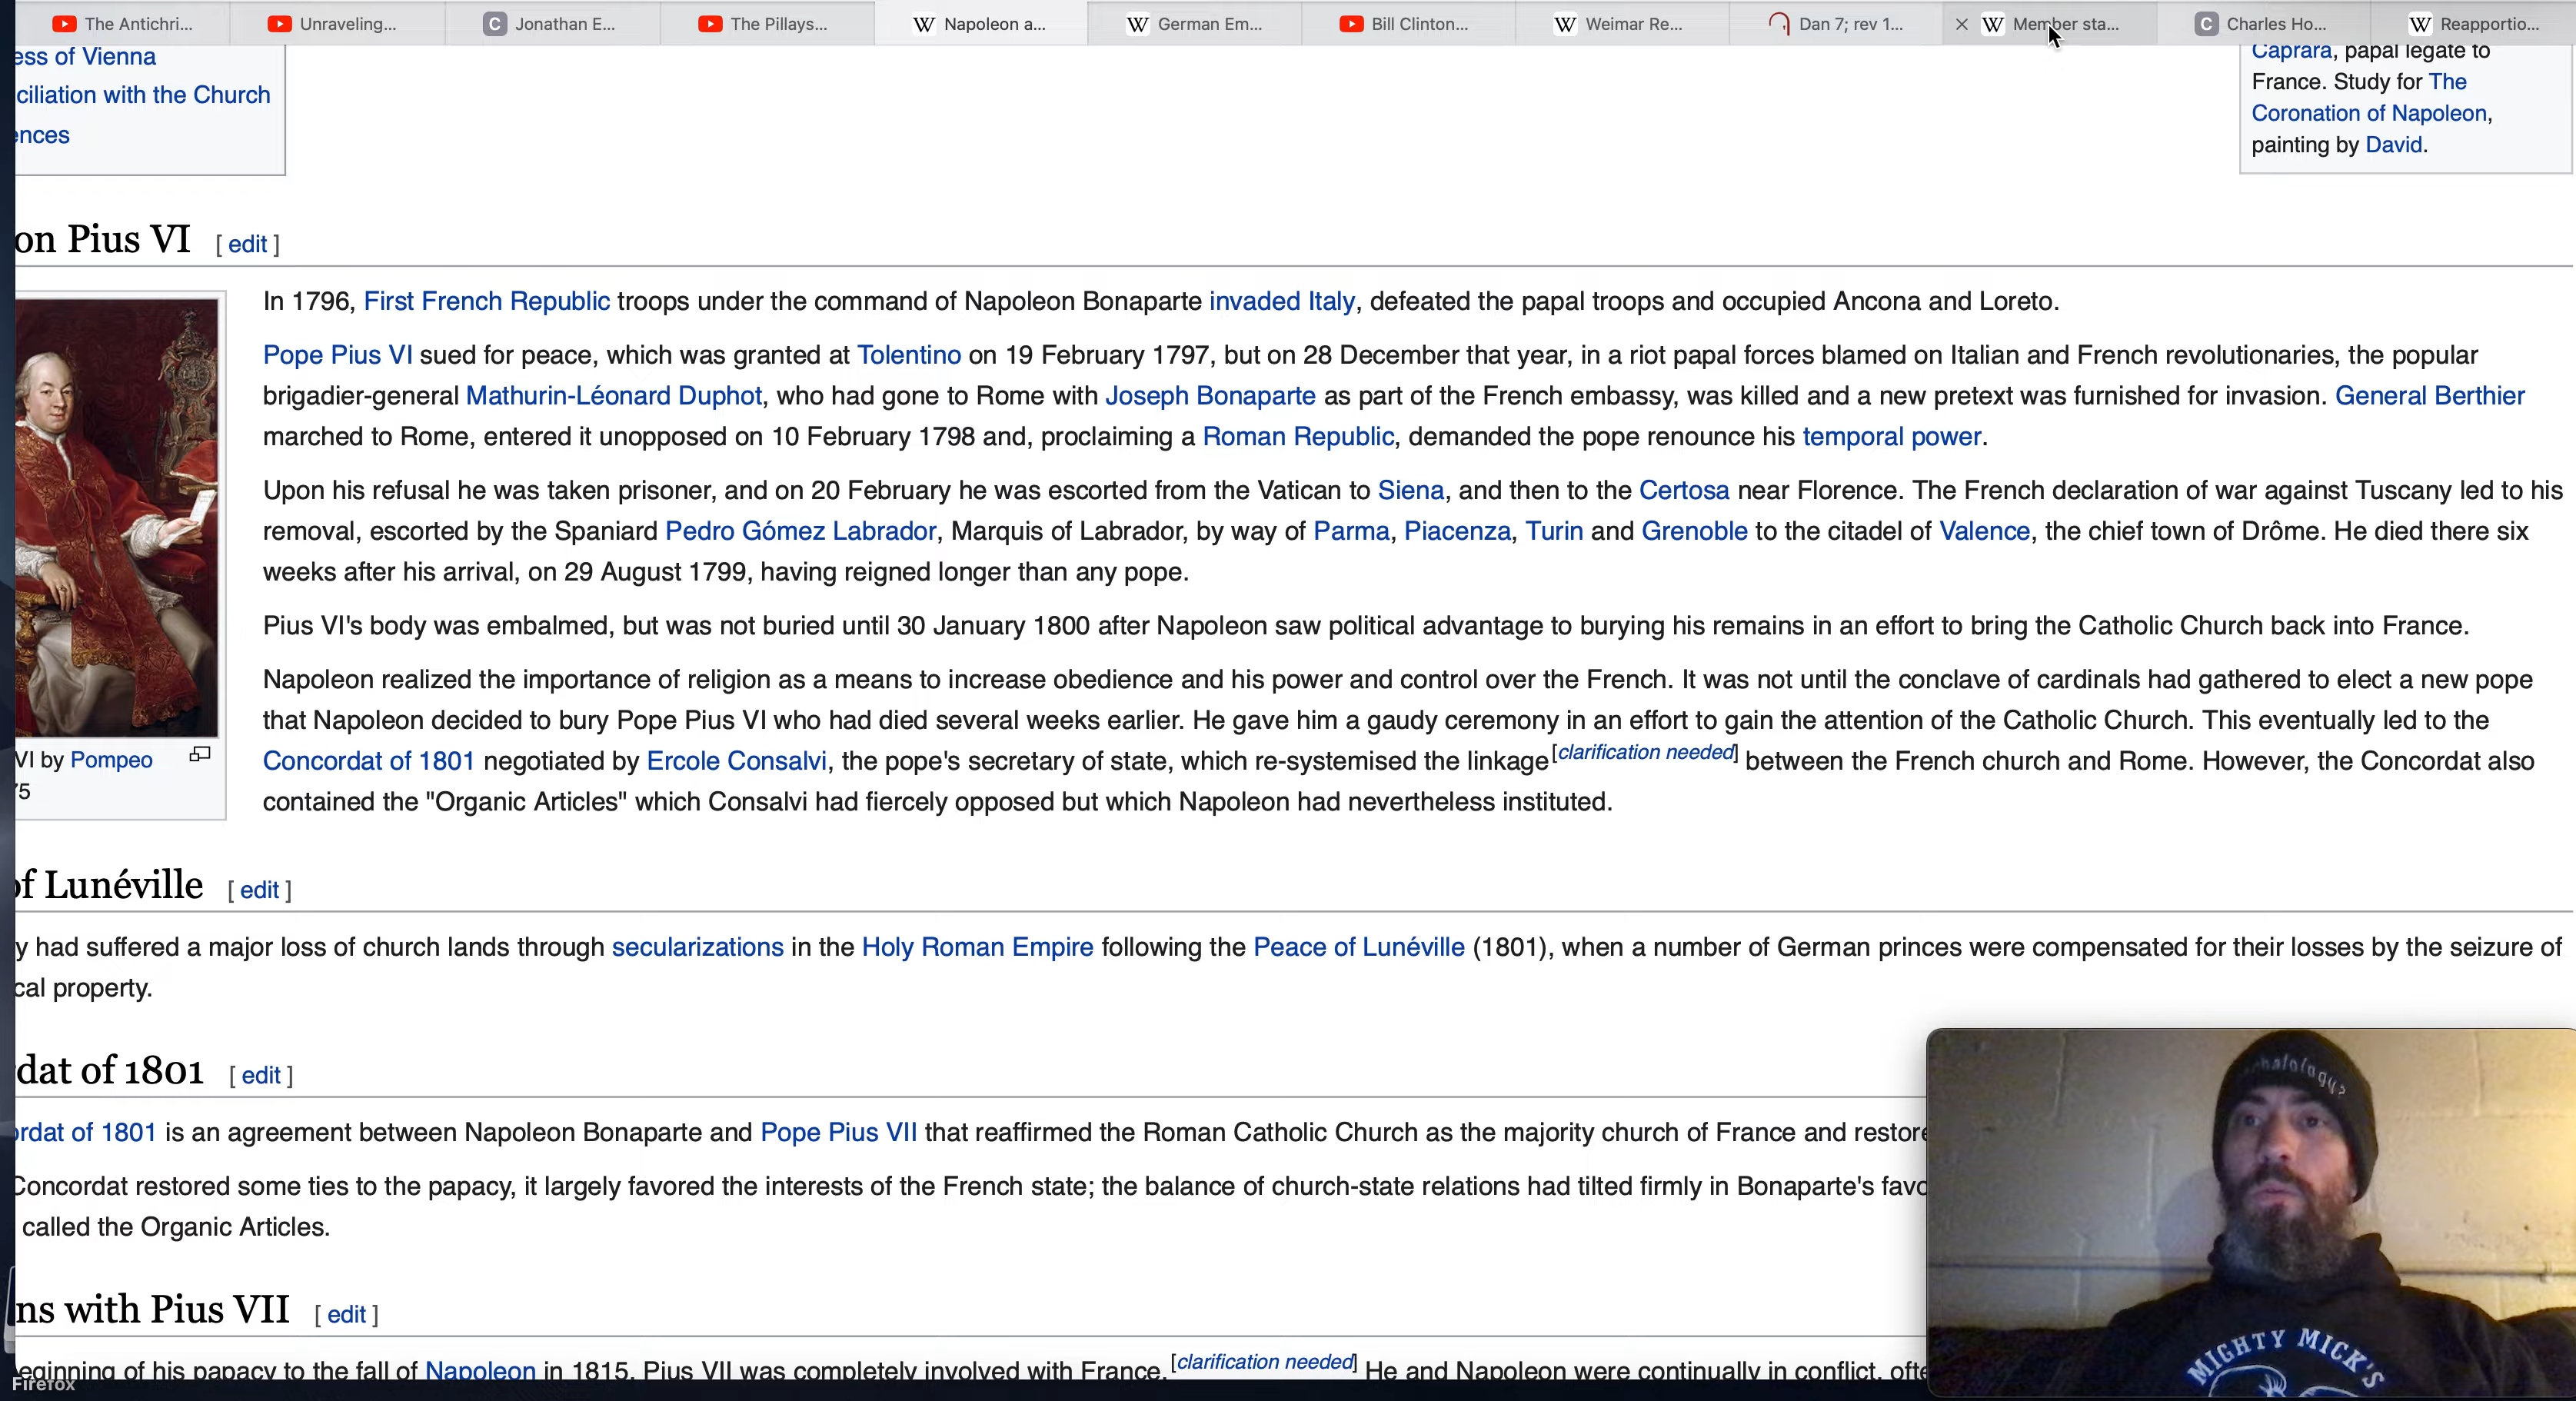 The Antichri...
Unraveling...
C Jonathan E...
The Pillays...
W Napoleon a...
W German Em...
Bill Clinton...
W Weimar Re...
Dan 7; rev 1...
W Member sta...
C Charles Ho...
W Reapportio...
ess of Vienna
ciliation with the Church
ences
Caprara, papal legate to
France. Study for The
Coronation of Napoleon,
painting by David.
on Pius VI [ edit ]
In 1796, First French Republic troops under the command of Napoleon Bonaparte invaded Italy, defeated the papal troops and occupied Ancona and Loreto.
Pope Pius VI sued for peace, which was granted at Tolentino on 19 February 1797, but on 28 December that year, in a riot papal forces blamed on Italian and French revolutionaries, the popular
brigadier-general Mathurin-Léonard Duphot, who had gone to Rome with Joseph Bonaparte as part of the French embassy, was killed and a new pretext was furnished for invasion. General Berthier
marched to Rome, entered it unopposed on 10 February 1798 and, proclaiming a Roman Republic, demanded the pope renounce his temporal power.
Upon his refusal he was taken prisoner, and on 20 February he was escorted from the Vatican to Siena, and then to the Certosa near Florence. The French declaration of war against Tuscany led to his
removal, escorted by the Spaniard Pedro Gómez Labrador, Marquis of Labrador, by way of Parma, Piacenza, Turin and Grenoble to the citadel of Valence, the chief town of Drôme. He died there six
weeks after his arrival, on 29 August 1799, having reigned longer than any pope.
Pius VI's body was embalmed, but was not buried until 30 January 1800 after Napoleon saw political advantage to burying his remains in an effort to bring the Catholic Church back into France.
Napoleon realized the importance of religion as a means to increase obedience and his power and control over the French. It was not until the conclave of cardinals had gathered to elect a new pope
that Napoleon decided to bury Pope Pius VI who had died several weeks earlier. He gave him a gaudy ceremony in an effort to gain the attention of the Catholic Church. This eventually led to the
Concordat of 1801 negotiated by Ercole Consalvi, the pope's secretary of state, which re-systemised the linkage[clarification needed] between the French church and Rome. However, the Concordat also
contained the "Organic Articles" which Consalvi had fiercely opposed but which Napoleon had nevertheless instituted.
VI by Pompeo
'5
of Lunéville [ edit ]
y had suffered a major loss of church lands through secularizations in the Holy Roman Empire following the Peace of Lunéville (1801), when a number of German princes were compensated for their losses by the seizure of
cal property.
dat of 1801 [ edit ]
ordat of 1801 is an agreement between Napoleon Bonaparte and Pope Pius VII that reaffirmed the Roman Catholic Church as the majority church of France and restore
Concordat restored some ties to the papacy, it largely favored the interests of the French state; the balance of church-state relations had tilted firmly in Bonaparte's favo
called the Organic Articles.
ns with Pius VII [ edit ]
eginning of his papacy to the fall of Napoleon in 1815, Pius VII was completely involved with France.[clarification needed] He and Napoleon were continually in conflict, ofte
Firefox
MIGHTY MICK'S